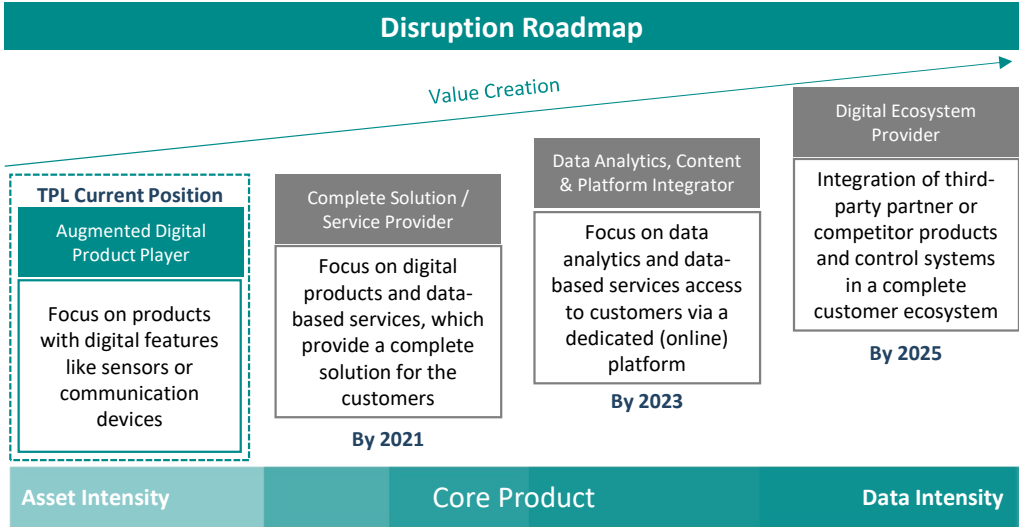 Disruption Roadmap
Value Creation
TPL Current Position
Augmented Digital
Product Player
Focus on products
with digital features
like sensors or
communication
devices
Complete Solution /
Service Provider
Focus on digital
products and data-
based services, which
provide a complete
solution for the
customers
By 2021
Data Analytics, Content
& Platform Integrator
Focus on data
analytics and data-
based services access
to customers via a
dedicated (online)
platform
By 2023
Digital Ecosystem
Provider
Integration of third-
party partner or
competitor products
and control systems
in a complete
customer ecosystem
By 2025
Asset Intensity
Core Product
Data Intensity